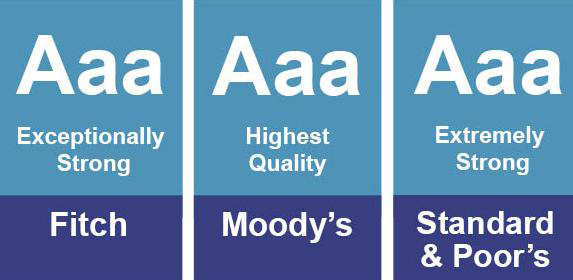 Aaa
Exceptionally
Strong
Fitch
Aaa
Highest
Quality
Moody's
Aaa
Extremely
Strong
Standard
& Poor's